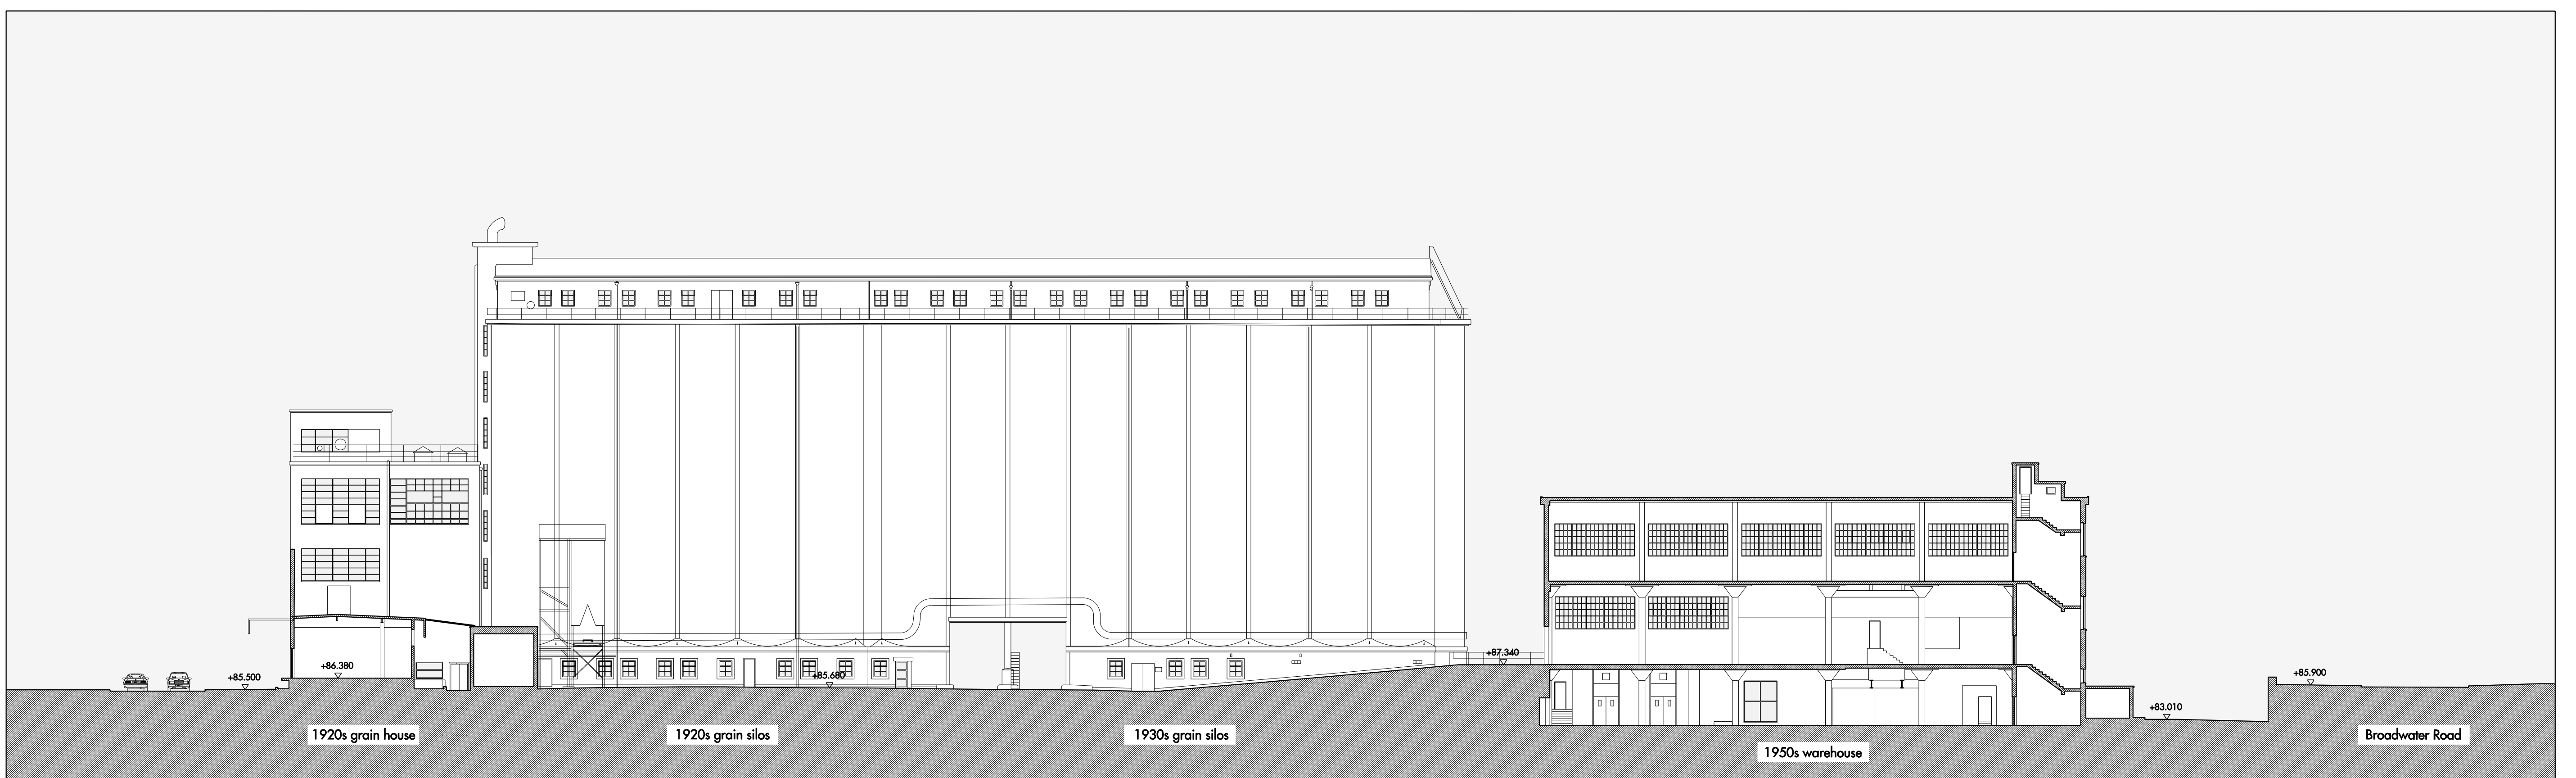 +87.340
+86.380
+85.500
+85.680
+85.900
+83.010
1920s grain house
1920s grain silos
1930s grain silos
Broadwater Road
1950s warehouse